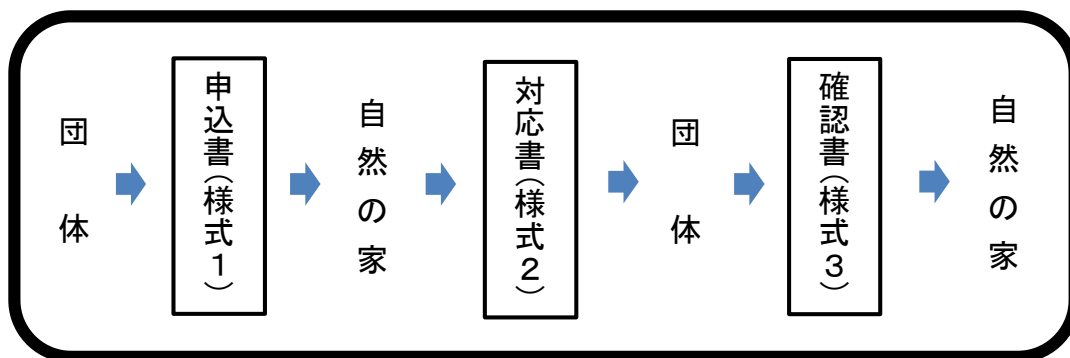 団体
申込書（様式１）
自然の家
対応書（様式２）
団体
確認書（様式３）
自然の家